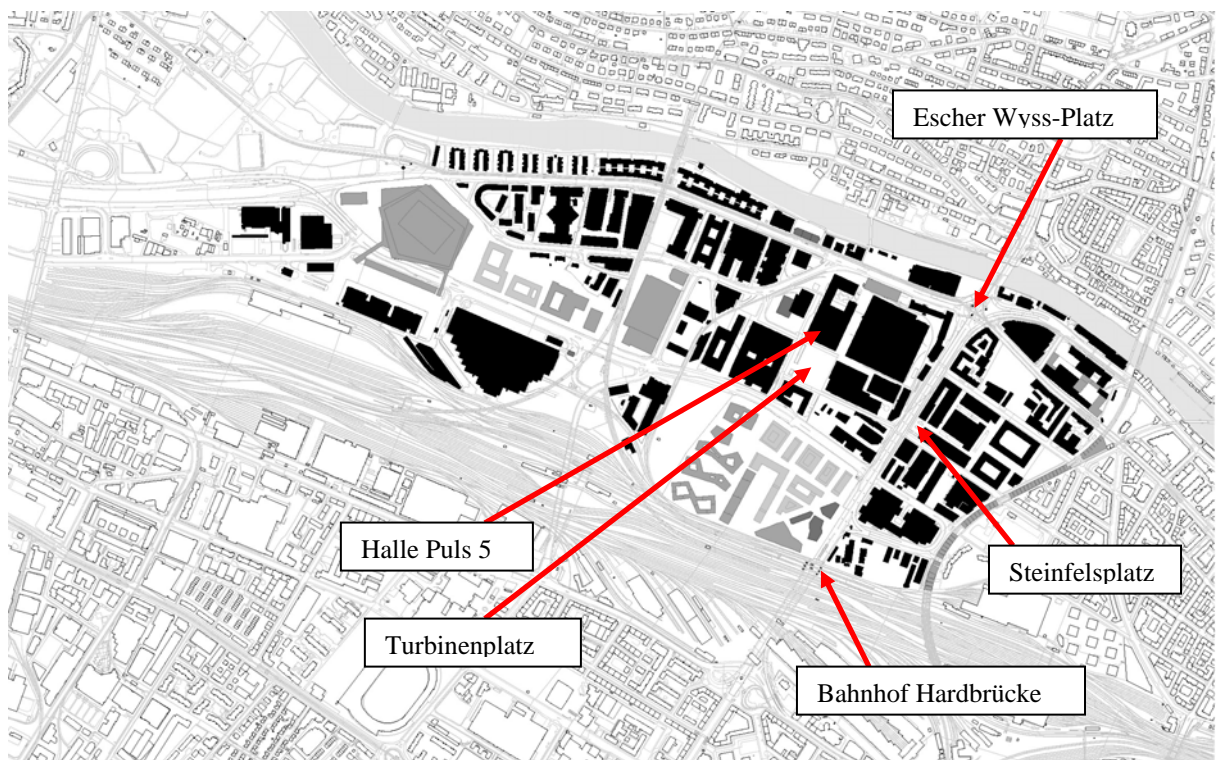 Escher Wyss-Platz
Halle Puls 5
Steinfelsplatz
Turbinenplatz
Bahnhof Hardbrücke